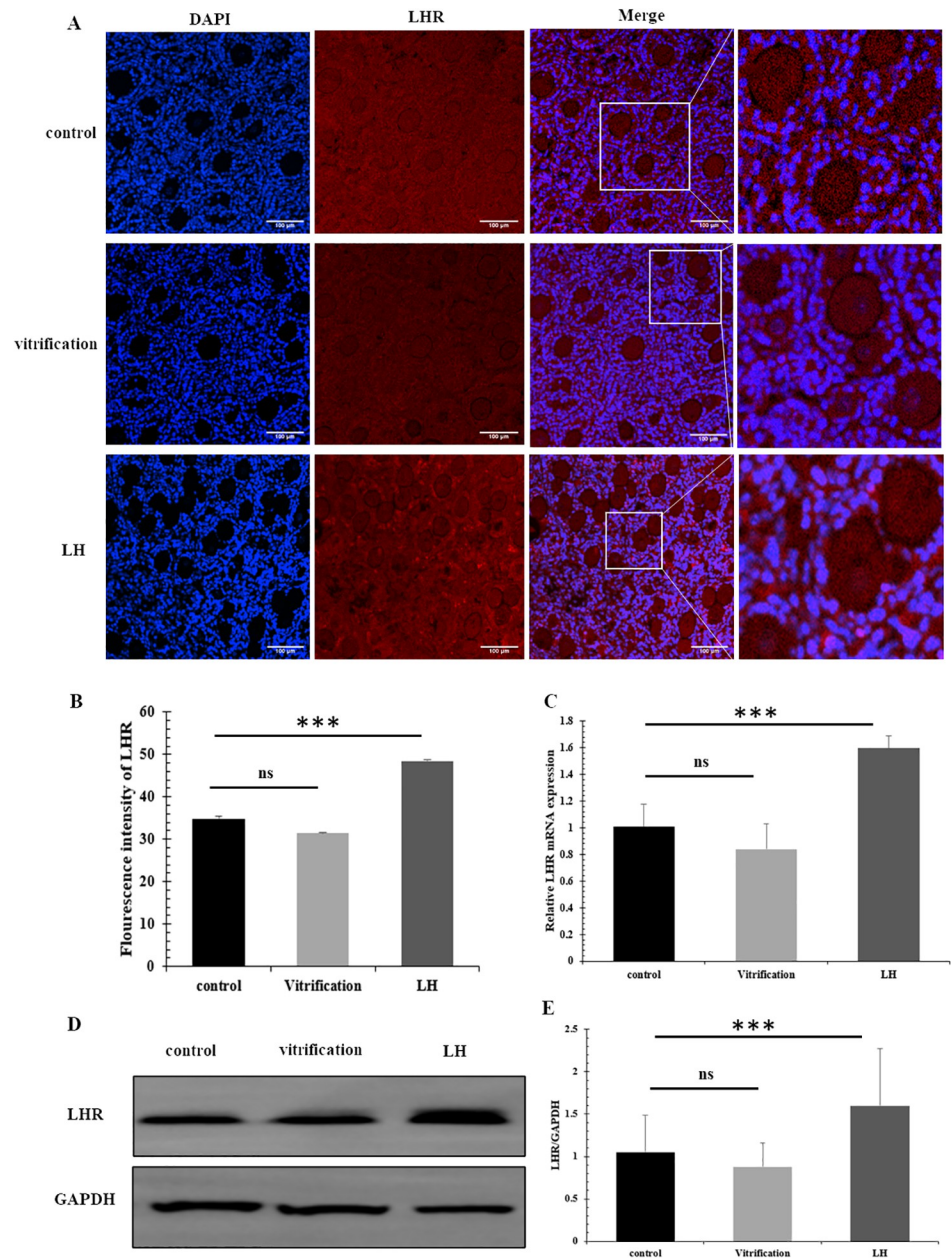 A
DAPI LHR Merge
control
100 µm 100 µm 100 µm
vitrification
100 µm 100 µm 100 µm
LH
100 µm 100 µm 100 µm
B
Flourescence intensity of LHR
60
50
40
30
20
10
0
***
ns
control Vitrification LH
C
Relative LHR mRNA expression
1.8
1.6
1.4
1.2
1
0.8
0.6
0.4
0.2
0
***
ns
control Vitrification LH
D
control vitrification LH
LHR
GAPDH
E
LHR/GAPDH
2.5
2
1.5
1
0.5
0
***
ns
control Vitrification LH